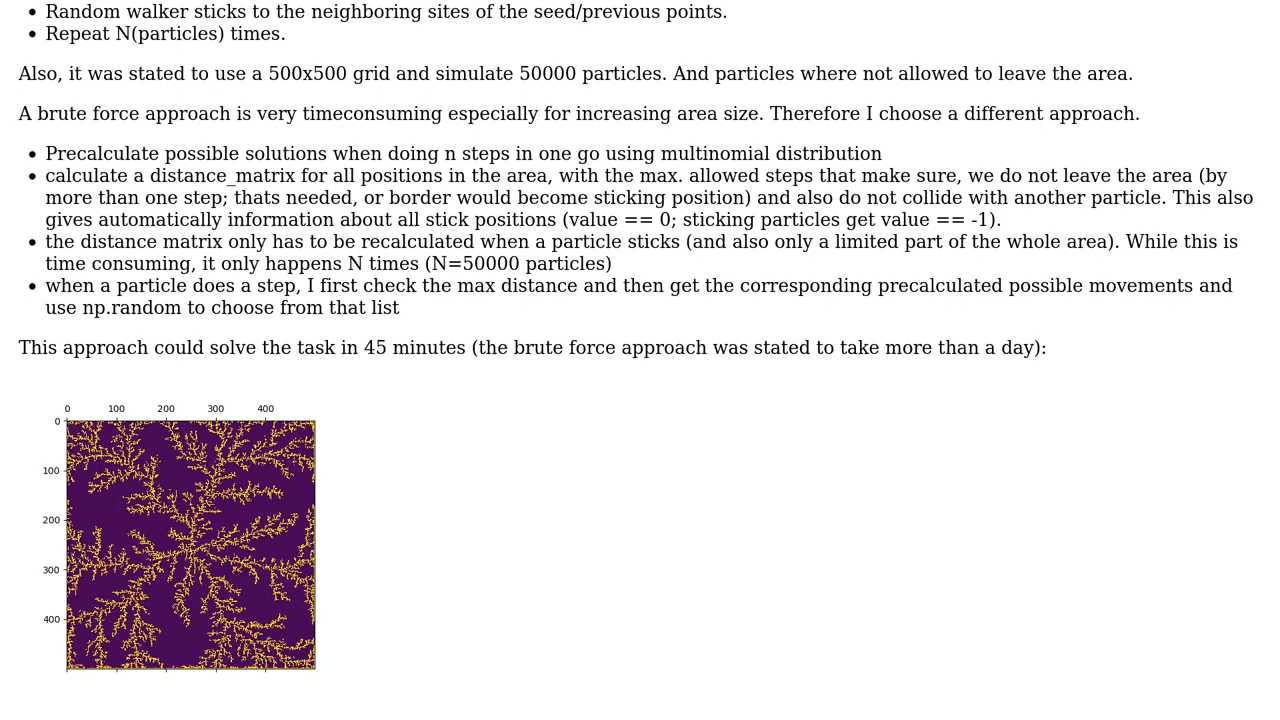 Random walker sticks to the neighboring sites of the seed/previous points.
Repeat N(particles) times.
Also, it was stated to use a 500x500 grid and simulate 50000 particles. And particles where not allowed to leave the area.
A brute force approach is very timeconsuming especially for increasing area size. Therefore I choose a different approach.
Precalculate possible solutions when doing n steps in one go using multinomial distribution
calculate a distance_matrix for all positions in the area, with the max. allowed steps that make sure, we do not leave the area (by
more than one step; thats needed, or border would become sticking position) and also do not collide with another particle. This also
gives automatically information about all stick positions (value == 0; sticking particles get value == -1).
the distance matrix only has to be recalculated when a particle sticks (and also only a limited part of the whole area). While this is
time consuming, it only happens N times (N=50000 particles)
when a particle does a step, I first check the max distance and then get the corresponding precalculated possible movements and
use np.random to choose from that list
This approach could solve the task in 45 minutes (the brute force approach was stated to take more than a day):
0 100 200 300 400
0
100
200
300
400